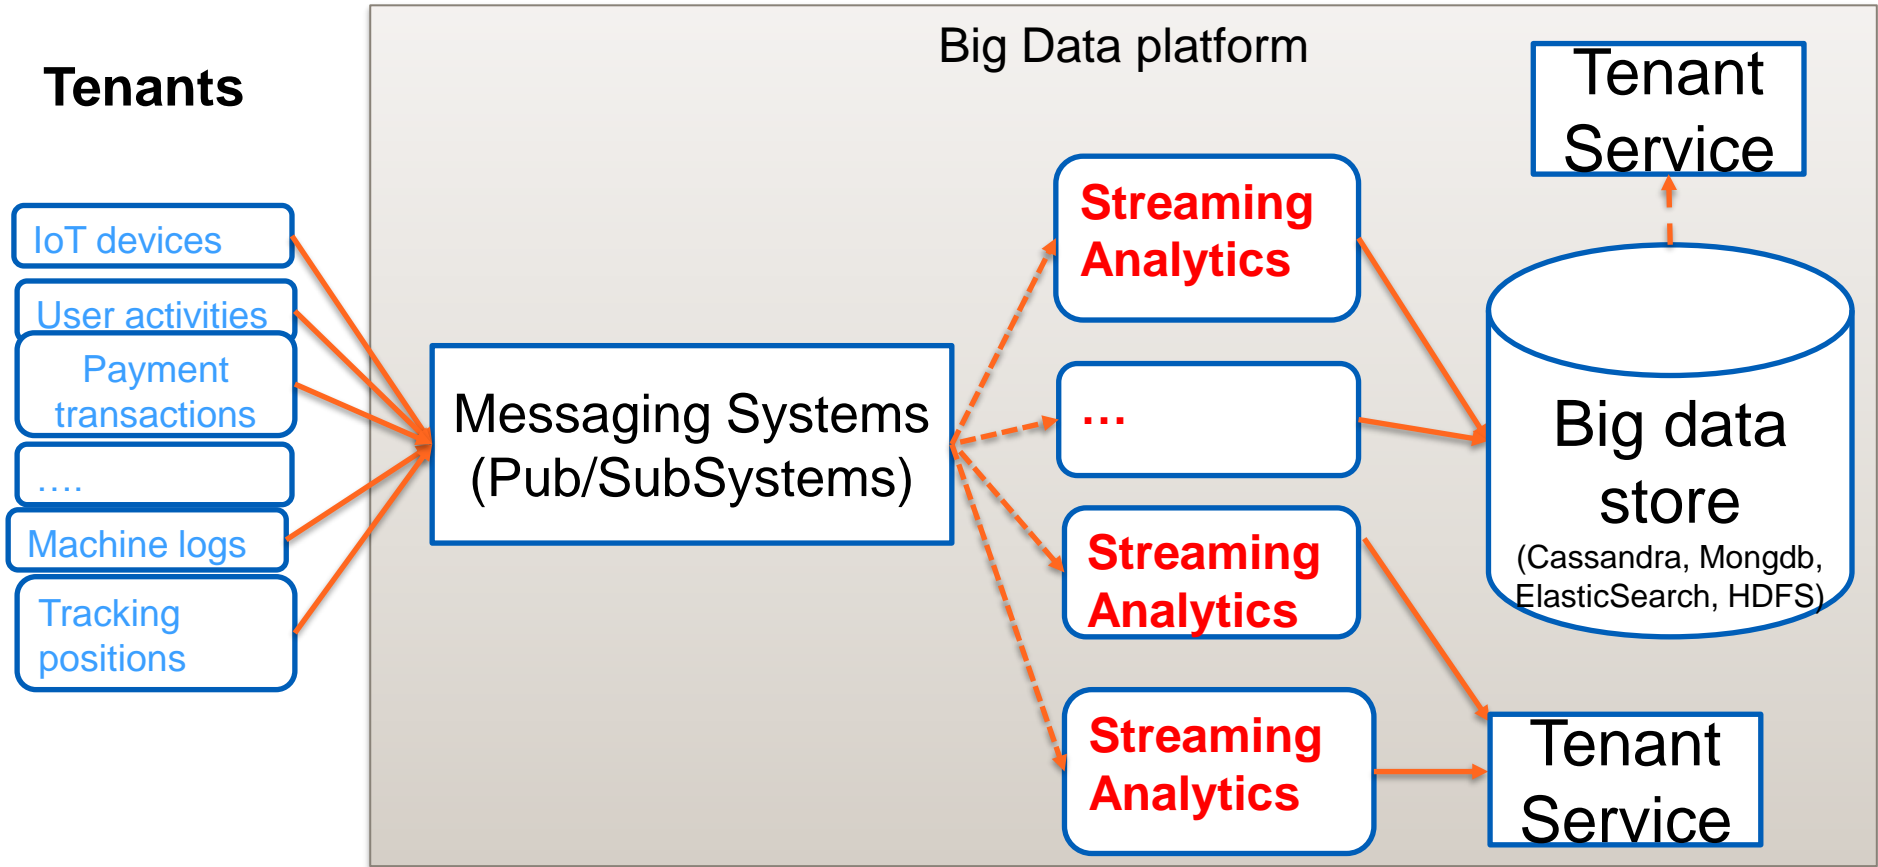 Big Data platform
Tenants
IoT devices
User activities
Payment
transactions
....
Machine logs
Tracking
positions
Messaging Systems
(Pub/SubSystems)
Streaming
Analytics
...
Streaming
Analytics
Streaming
Analytics
Tenant
Service
Big data
store
(Cassandra, Mongdb,
ElasticSearch, HDFS)
Tenant
Service